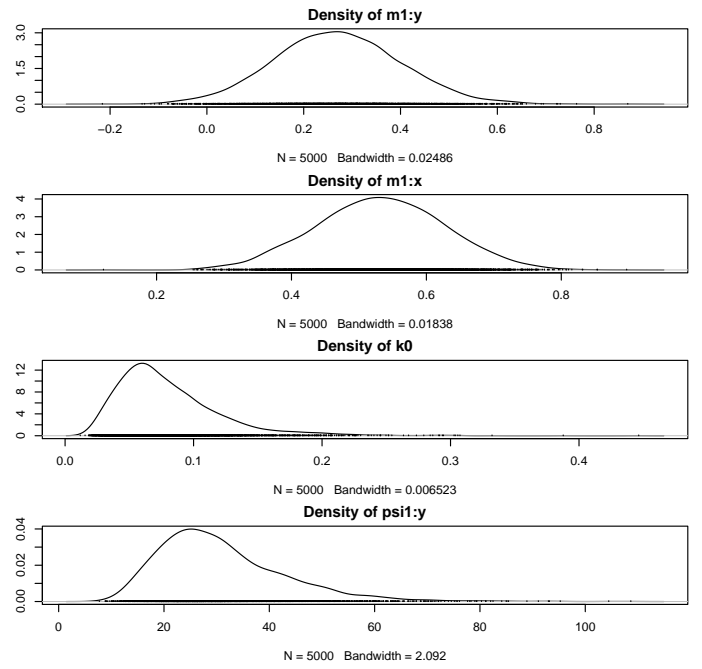 Density of m1:y
0.0 1.5 3.0
−0.2 0.0 0.2 0.4 0.6 0.8
N = 5000 Bandwidth = 0.02486
Density of m1:x
0 1 2 3 4
0.2 0.4 0.6 0.8
N = 5000 Bandwidth = 0.01838
Density of k0
0 4 8 12
0.0 0.1 0.2 0.3 0.4
N = 5000 Bandwidth = 0.006523
Density of psi1:y
0.00 0.02 0.04
0 20 40 60 80 100
N = 5000 Bandwidth = 2.092